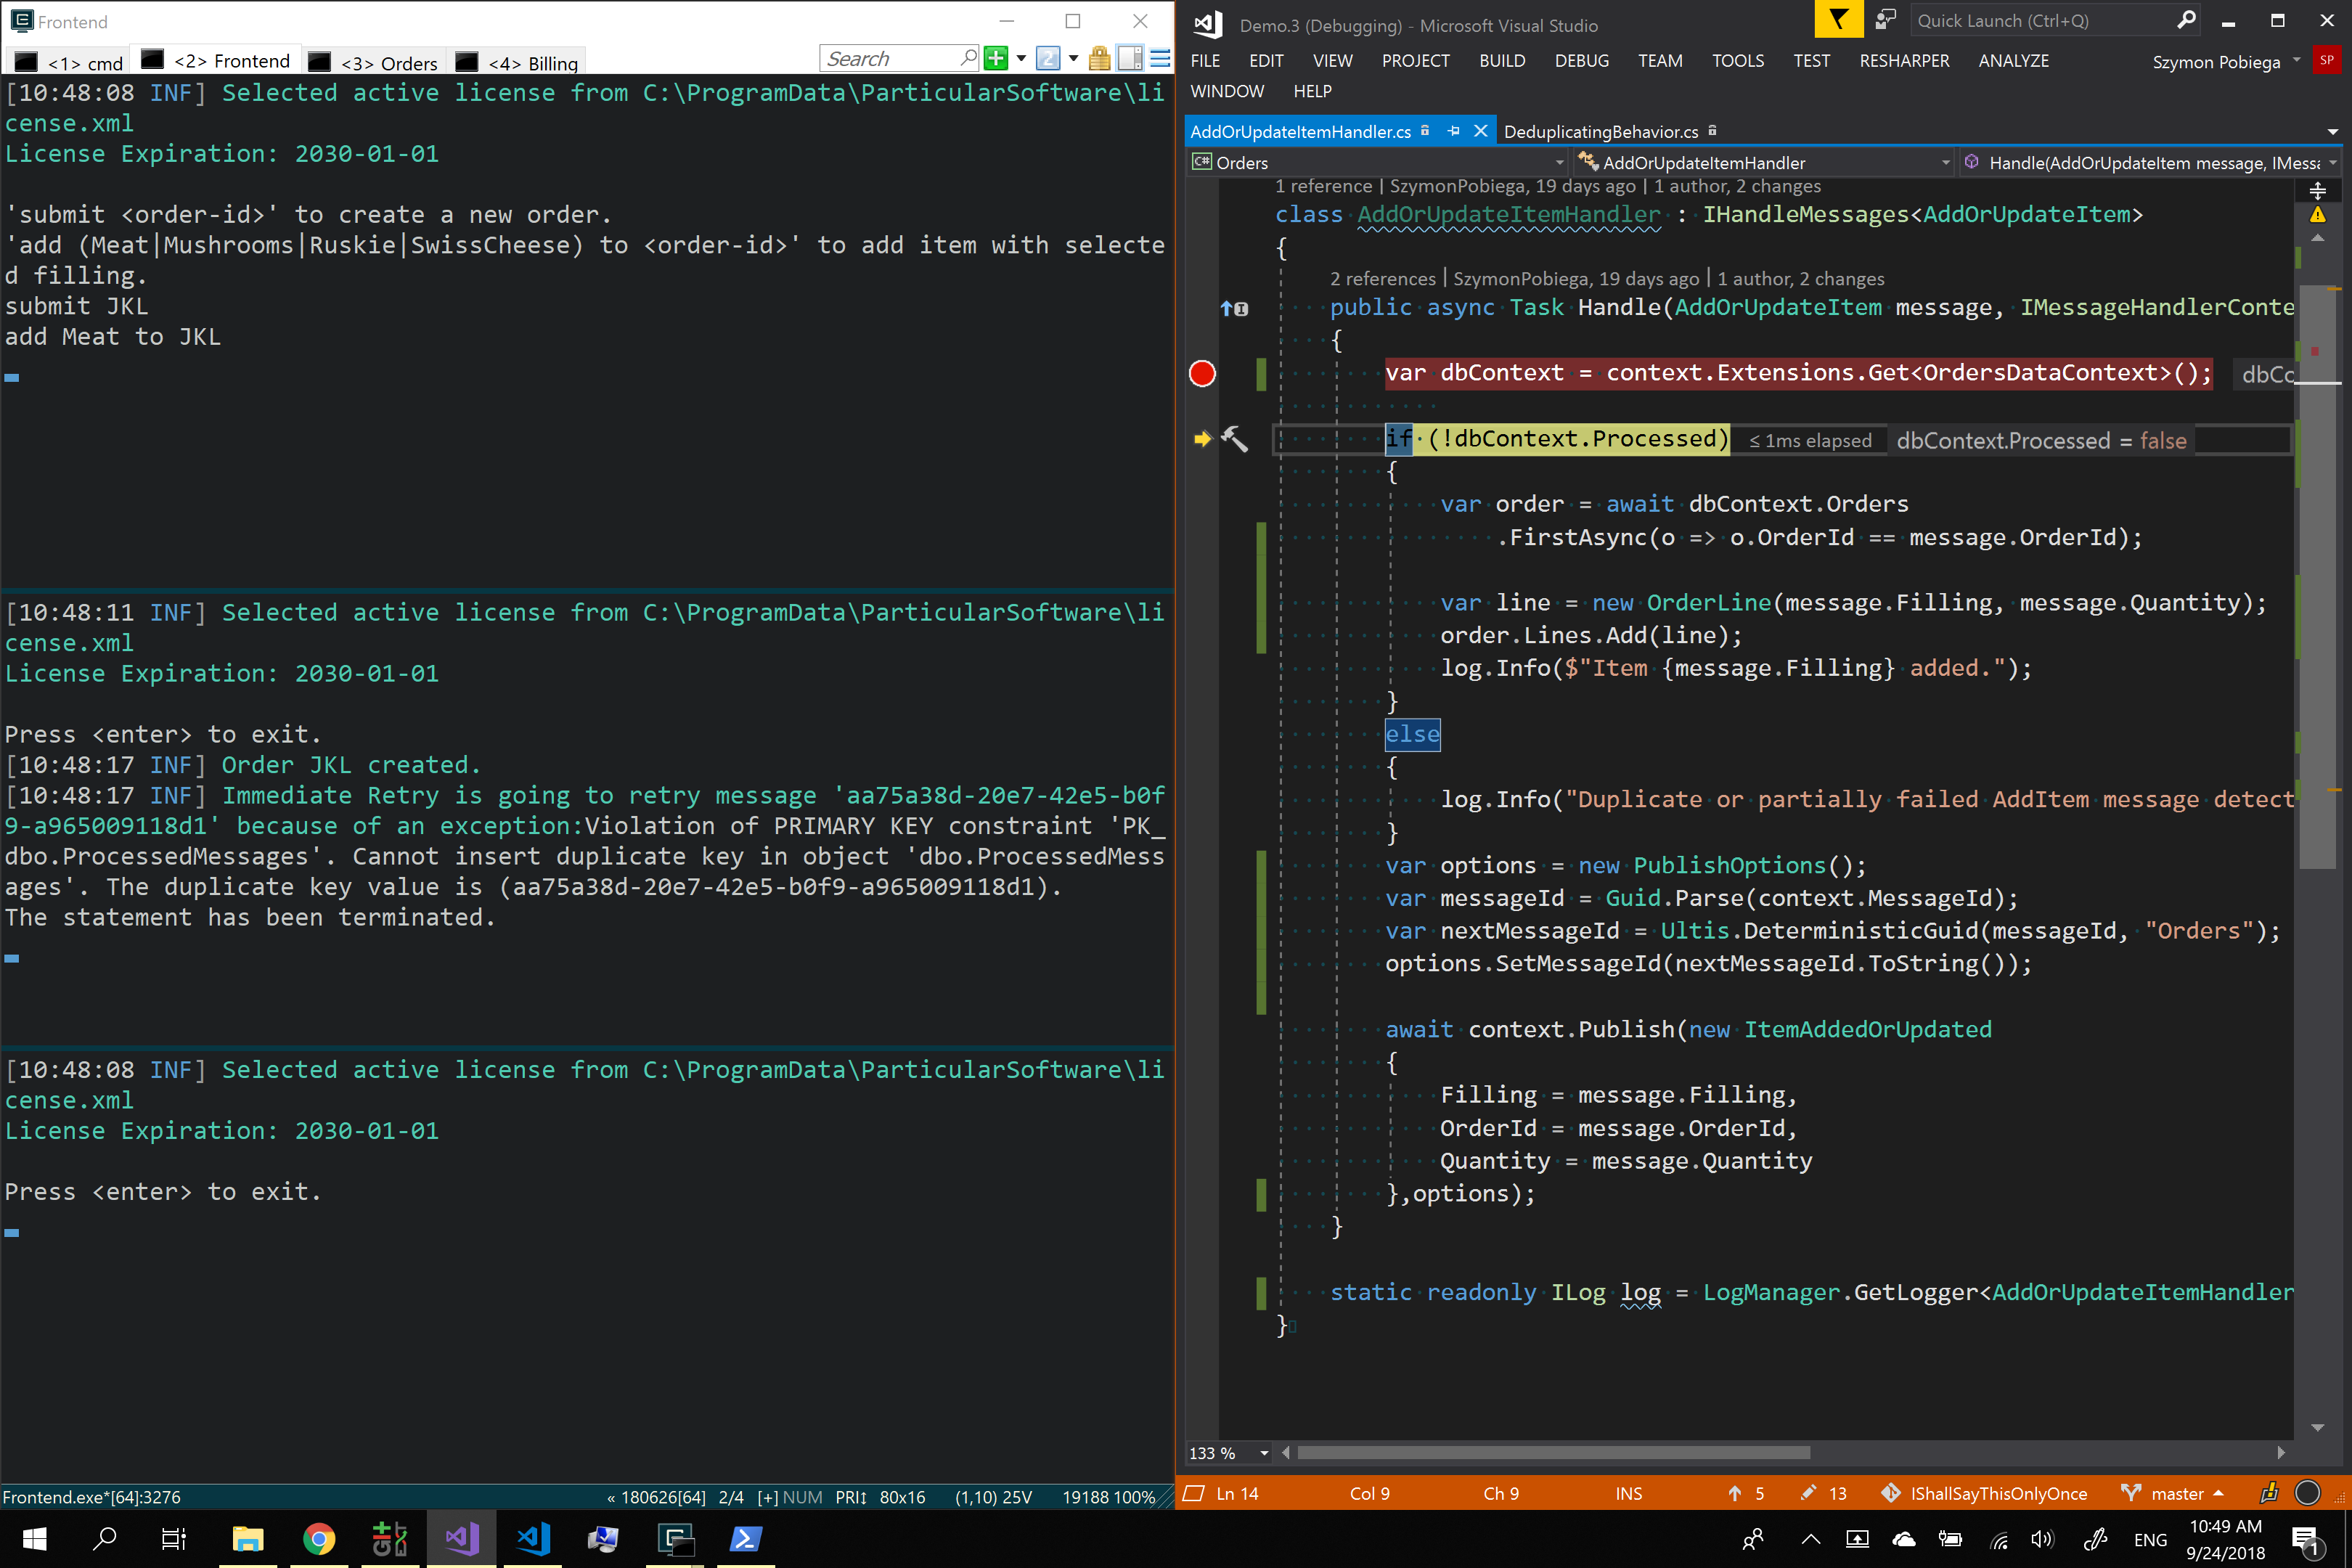 Frontend
<1> cmd
<2> Frontend
<3> Orders
<4> Billing
Search
[10:48:08 INF] Selected active license from C:\ProgramData\ParticularSoftware\li
cense.xml
License Expiration: 2030-01-01
'submit <order-id>' to create a new order.
'add (Meat|Mushrooms|Ruskie|SwissCheese) to <order-id>' to add item with selecte
d filling.
submit JKL
add Meat to JKL
[10:48:11 INF] Selected active license from C:\ProgramData\ParticularSoftware\li
cense.xml
License Expiration: 2030-01-01
Press <enter> to exit.
[10:48:17 INF] Order JKL created.
[10:48:17 INF] Immediate Retry is going to retry message 'aa75a38d-20e7-42e5-b0f
9-a965009118d1' because of an exception:Violation of PRIMARY KEY constraint 'PK_
dbo.ProcessedMessages'. Cannot insert duplicate key in object 'dbo.ProcessedMess
ages'. The duplicate key value is (aa75a38d-20e7-42e5-b0f9-a965009118d1).
The statement has been terminated.
[10:48:08 INF] Selected active license from C:\ProgramData\ParticularSoftware\li
cense.xml
License Expiration: 2030-01-01
Press <enter> to exit.
Frontend.exe*[64]:3276 « 180626[64] 2/4 [+] NUM PRI↕ 80x16 (1,10) 25V 19188 100%
Demo.3 (Debugging) - Microsoft Visual Studio
Quick Launch (Ctrl+Q)
FILE EDIT VIEW PROJECT BUILD DEBUG TEAM TOOLS TEST RESHARPER ANALYZE
Szymon Pobiega SP
WINDOW HELP
AddOrUpdateItemHandler.cs
DeduplicatingBehavior.cs
C# Orders
AddOrUpdateItemHandler
Handle(AddOrUpdateItem message, IMessa
1 reference | SzymonPobiega, 19 days ago | 1 author, 2 changes
class AddOrUpdateItemHandler : IHandleMessages<AddOrUpdateItem>
{
2 references | SzymonPobiega, 19 days ago | 1 author, 2 changes
public async Task Handle(AddOrUpdateItem message, IMessageHandlerConte
{
var dbContext = context.Extensions.Get<OrdersDataContext>(); dbCo
if (!dbContext.Processed) ≤ 1ms elapsed dbContext.Processed = false
{
var order = await dbContext.Orders
.FirstAsync(o => o.OrderId == message.OrderId);
var line = new OrderLine(message.Filling, message.Quantity);
order.Lines.Add(line);
log.Info($"Item {message.Filling} added.");
}
else
{
log.Info("Duplicate or partially failed AddItem message detect
}
var options = new PublishOptions();
var messageId = Guid.Parse(context.MessageId);
var nextMessageId = Ultis.DeterministicGuid(messageId, "Orders");
options.SetMessageId(nextMessageId.ToString());
await context.Publish(new ItemAddedOrUpdated
{
Filling = message.Filling,
OrderId = message.OrderId,
Quantity = message.Quantity
},options);
}
static readonly ILog log = LogManager.GetLogger<AddOrUpdateItemHandler
}
133 %
Ln 14 Col 9 Ch 9 INS 5 13 IShallSayThisOnlyOnce master
ENG
10:49 AM
9/24/2018
1